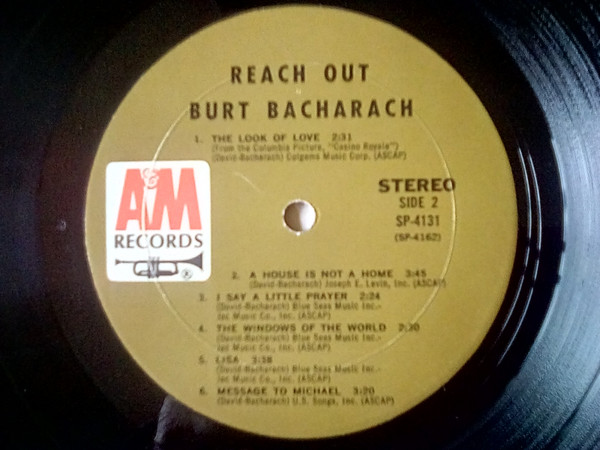 REACH OUT
BURT BACHARACH
1. THE LOOK OF LOVE 2:31
(From the Columbia Picture, "Casino Royale")
(David-Bacharach) Colgems Music Corp. (ASCAP)
A&M
RECORDS
®
STEREO
SIDE 2
SP-4131
(SP-4162)
2. A HOUSE IS NOT A HOME 3:45
(David-Bacharach) Joseph E. Levin, Inc. (ASCAP)
3. I SAY A LITTLE PRAYER 2:24
(David-Bacharach) Blue Seas Music Inc.-
Jac Music Co., Inc. (ASCAP)
4. THE WINDOWS OF THE WORLD 2:30
(David-Bacharach) Blue Seas Music Inc.-
Jac Music Co., Inc. (ASCAP)
5. LISA 3:38
(David-Bacharach) Blue Seas Music Inc.-
Jac Music Co., Inc. (ASCAP)
6. MESSAGE TO MICHAEL 3:20
(David-Bacharach) U.S. Songs, Inc. (ASCAP)